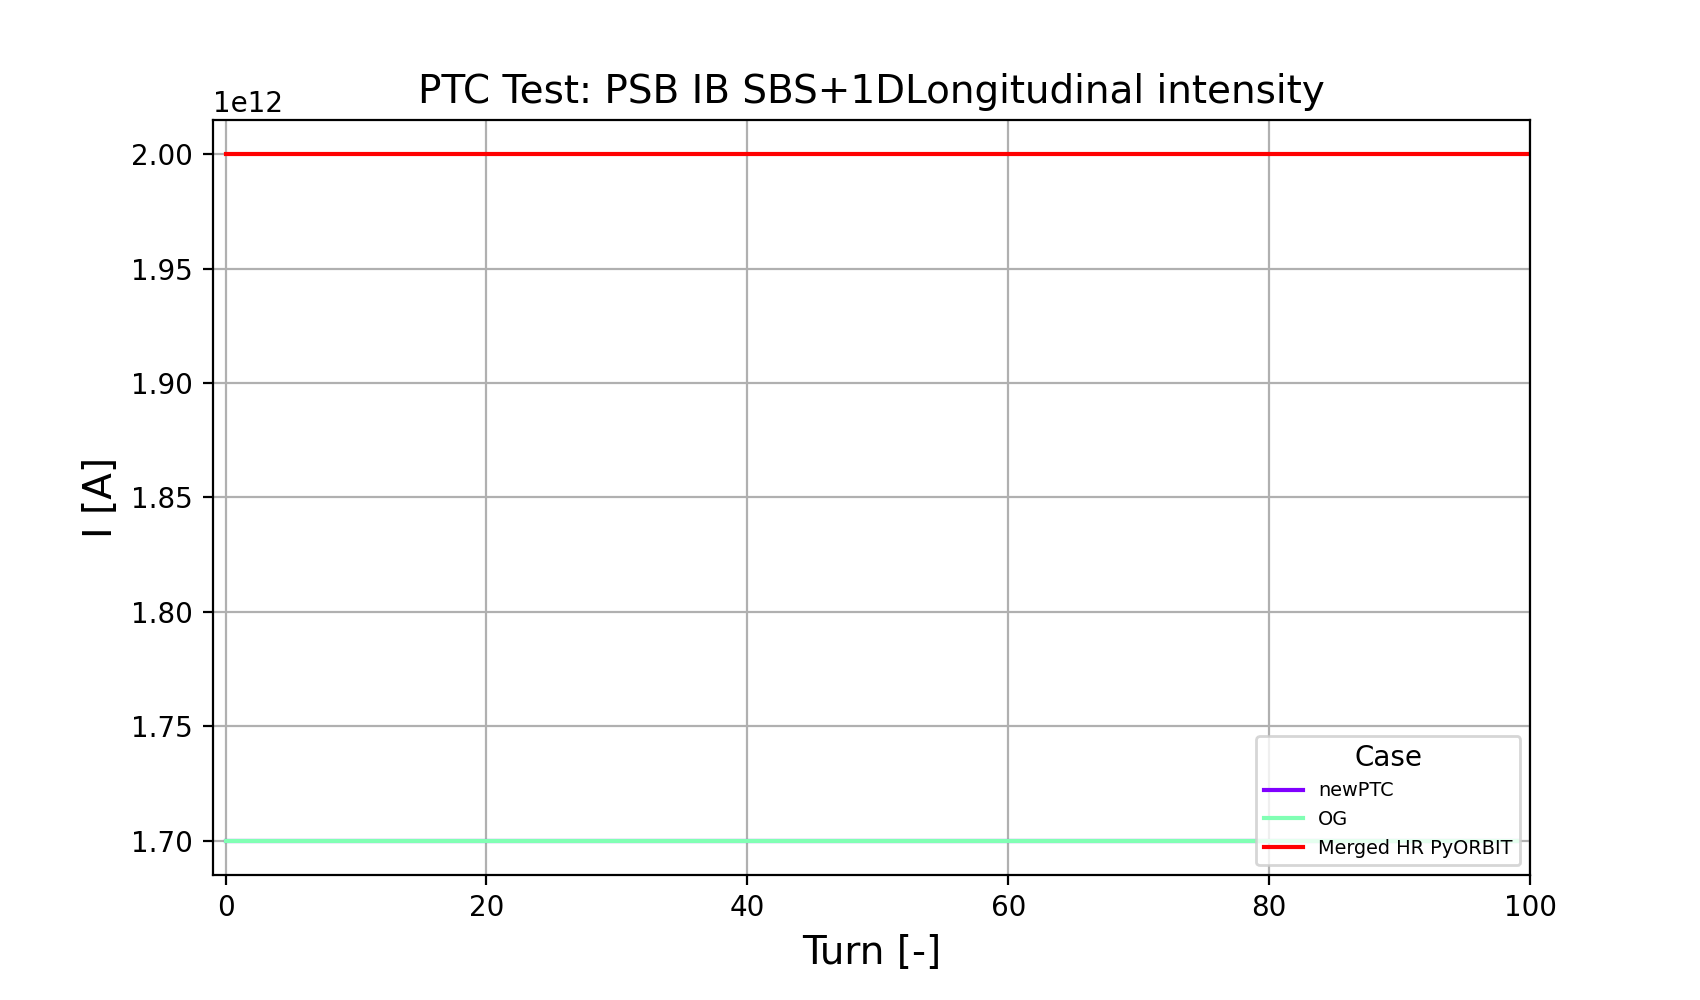 PTC Test: PSB IB SBS+1DLongitudinal intensity
1e12
2.00
1.95
1.90
1.85
1.80
1.75
1.70
I [A]
Case
newPTC
OG
Merged HR PyORBIT
0 20 40 60 80 100
Turn [-]